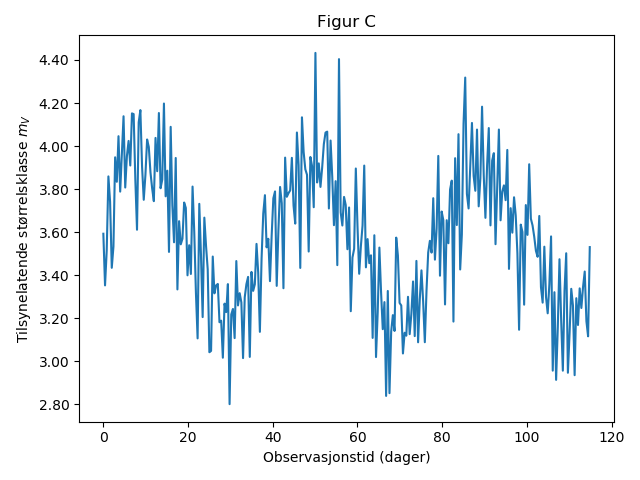 Figur C
Tilsynelatende størrelsklasse $m_V$
4.40
4.20
4.00
3.80
3.60
3.40
3.20
3.00
2.80
0 20 40 60 80 100 120
Observasjonstid (dager)